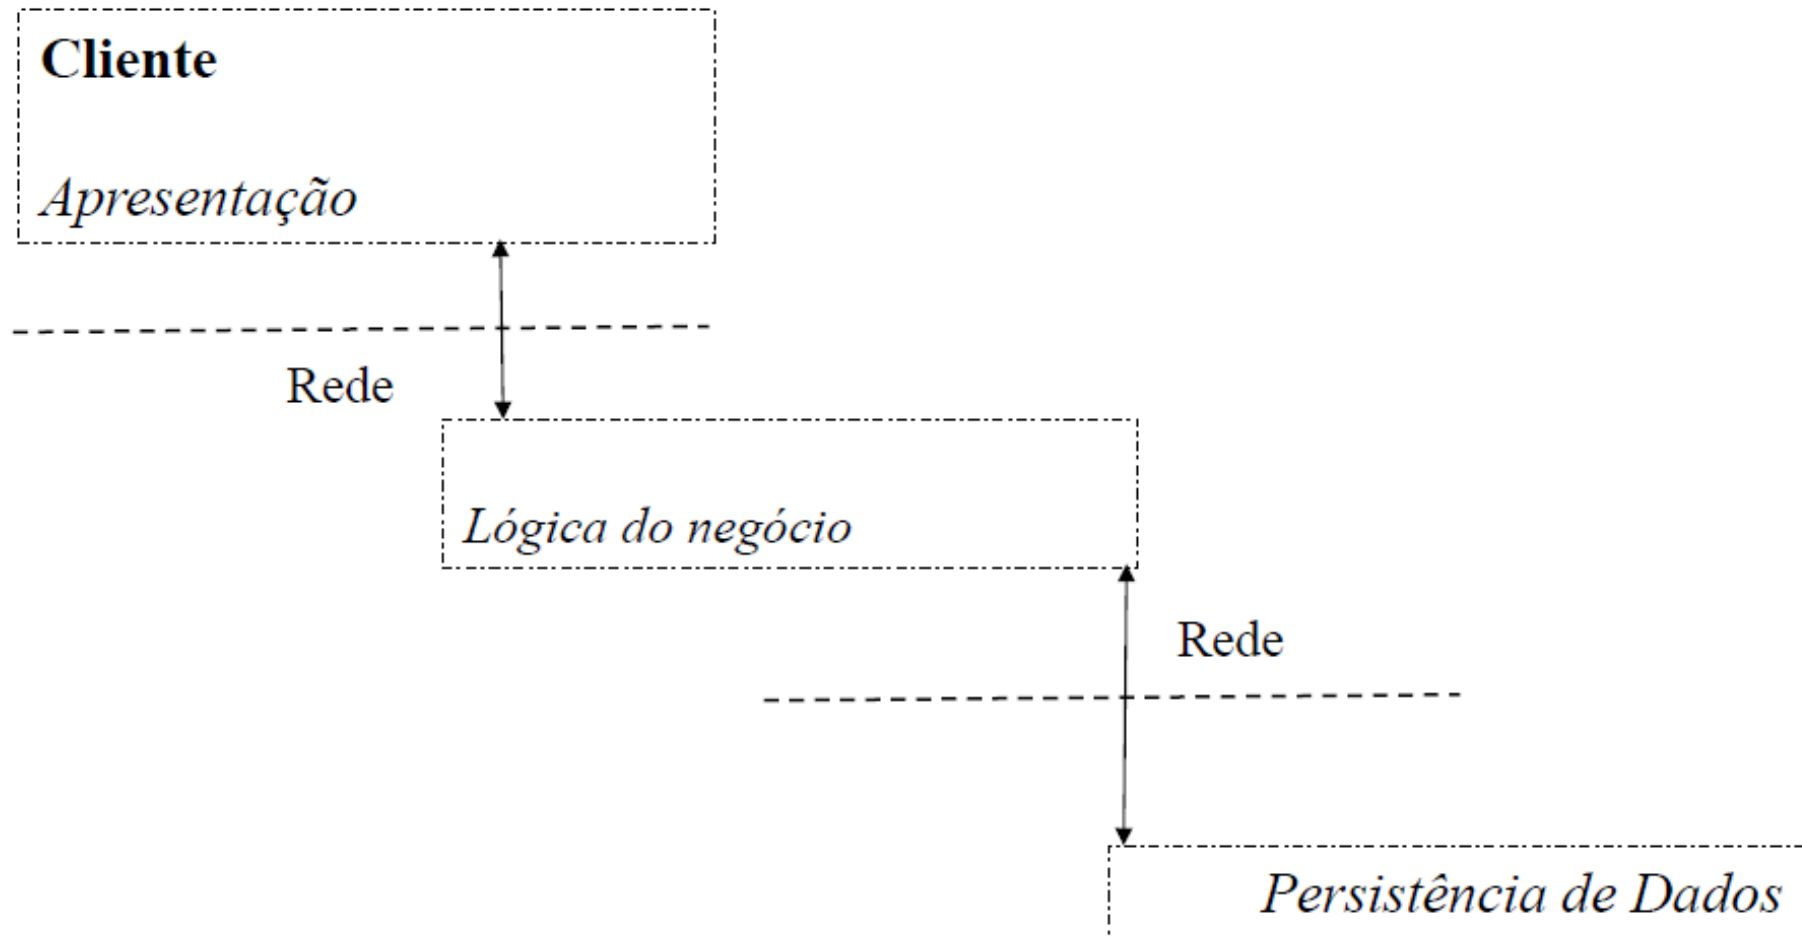 Cliente
Apresentação
Rede
Lógica do negócio
Rede
Persistência de Dados